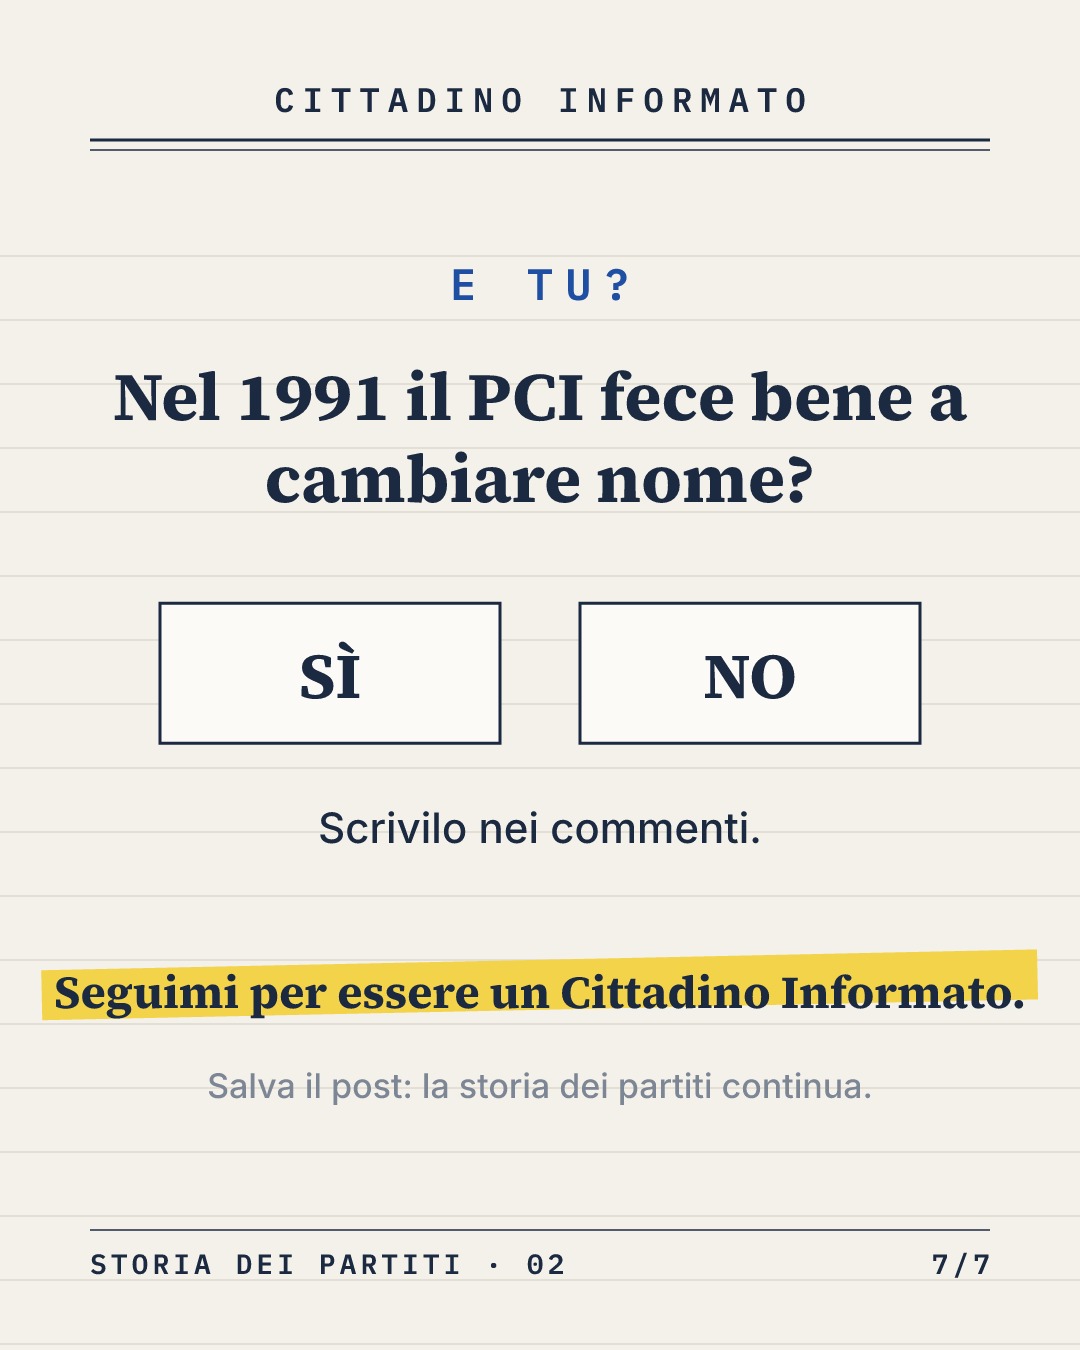 CITTADINO INFORMATO
E TU?
Nel 1991 il PCI fece bene a
cambiare nome?
SÌ
NO
Scrivilo nei commenti.
Seguimi per essere un Cittadino Informato.
Salva il post: la storia dei partiti continua.
STORIA DEI PARTITI · 02
7/7